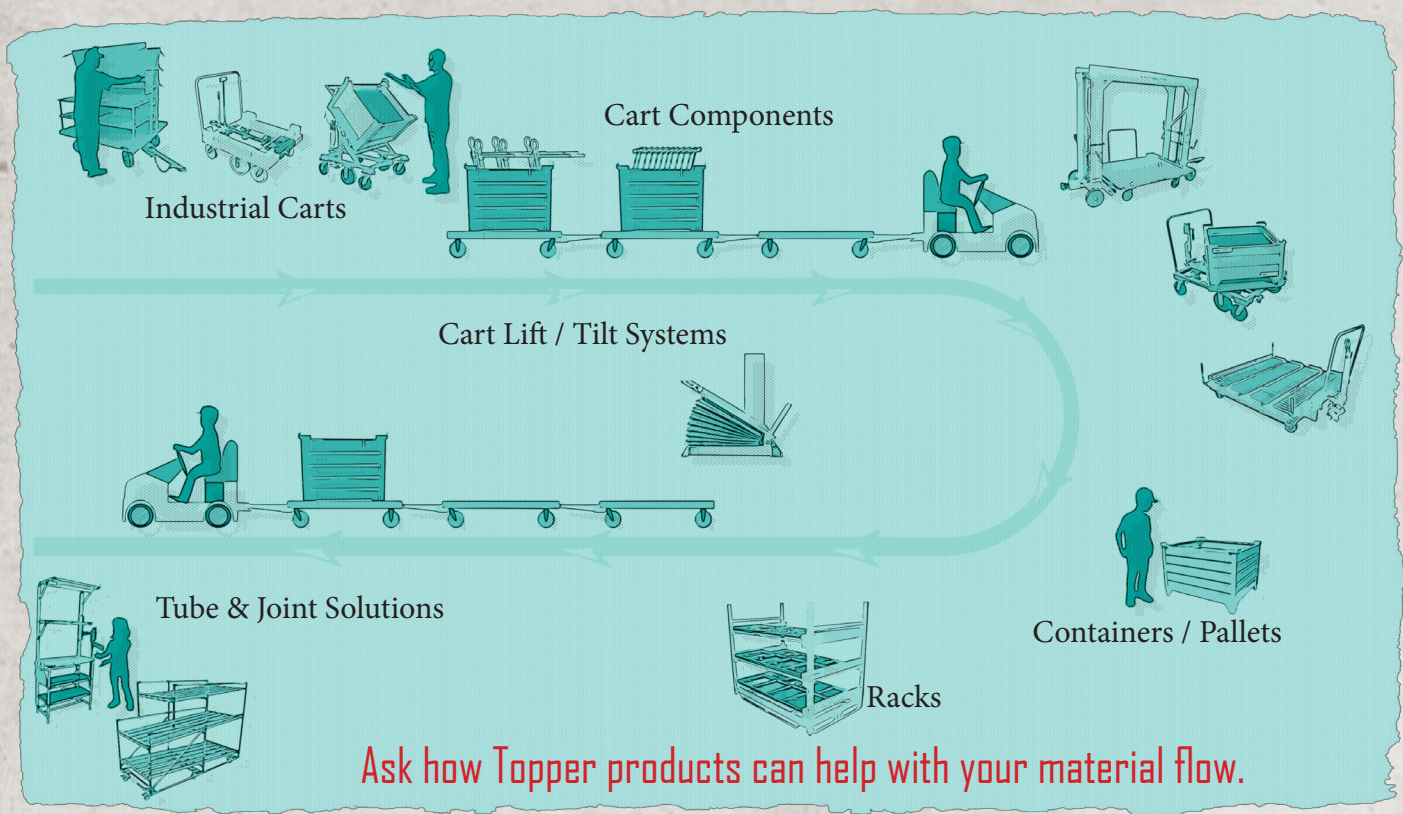 Cart Components
Industrial Carts
Cart Lift / Tilt Systems
Tube & Joint Solutions
Containers / Pallets
Racks
Ask how Topper products can help with your material flow.